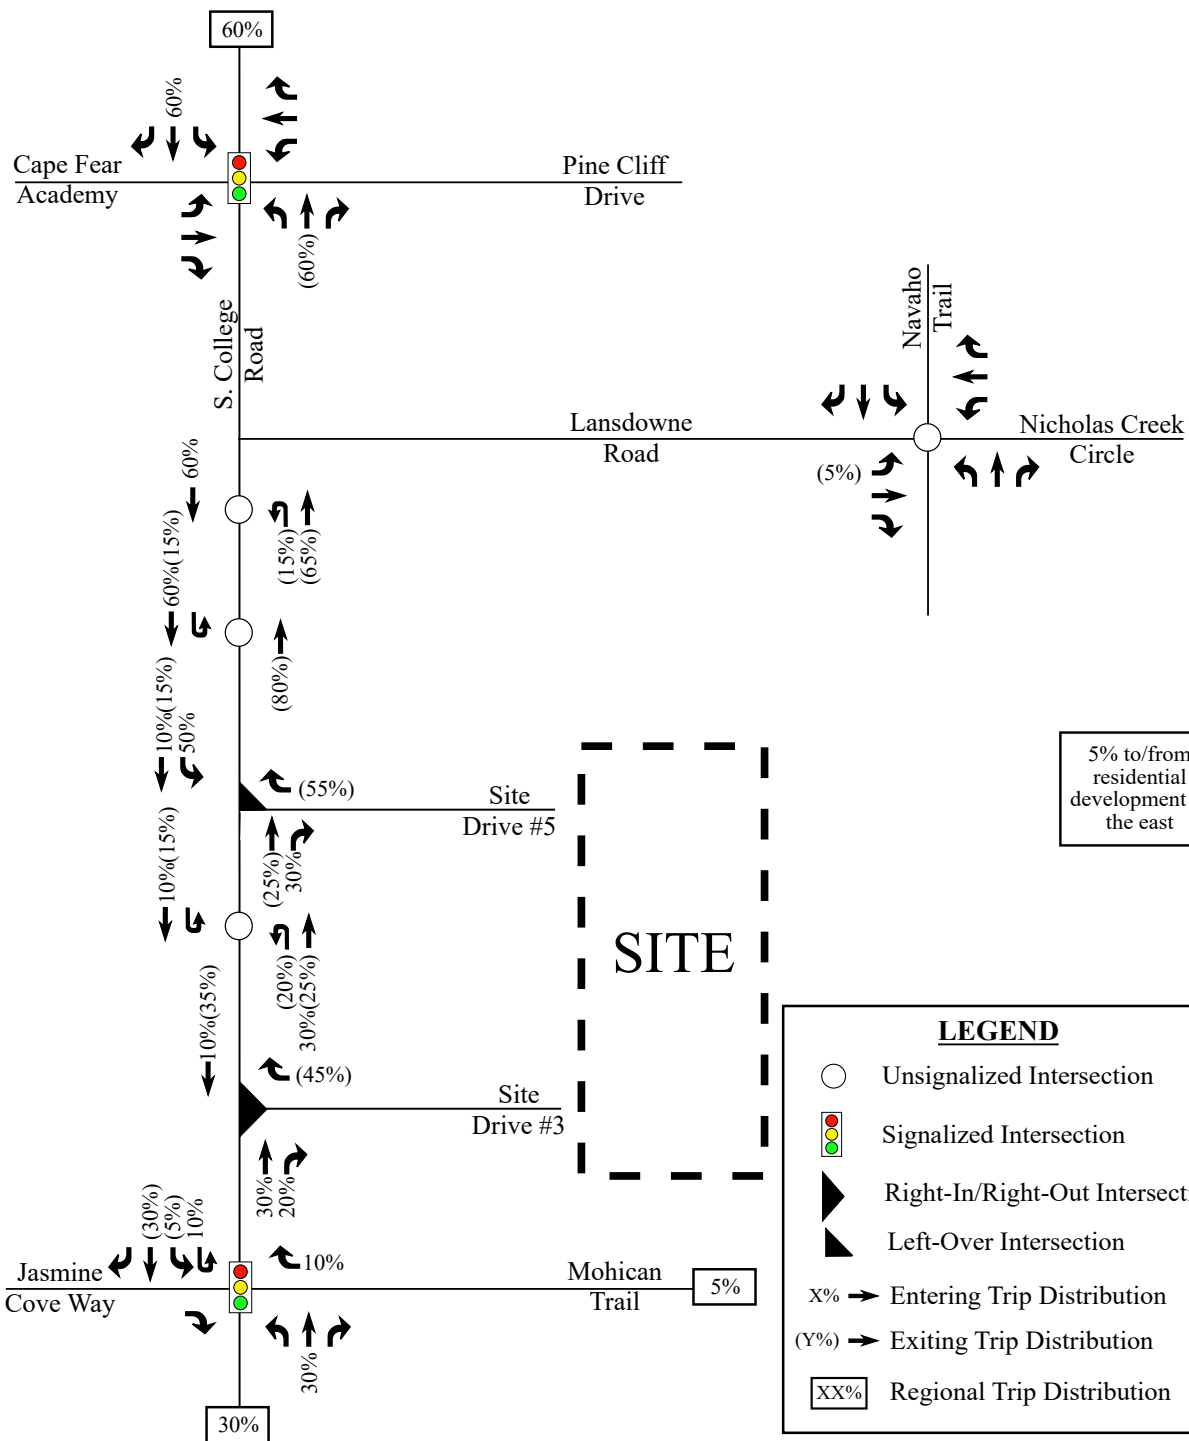 60%
60%
Cape Fear
Academy
Pine Cliff
Drive
(60%)
S. College
Road
Navaho
Trail
Lansdowne
Road
Nicholas Creek
Circle
(5%)
60%
(15%)
(65%)
60%(15%)
(80%)
10%(15%)
50%
(55%)
Site
Drive #5
(25%)
30%
5% to/from
residential
development
the east
10%(15%)
(20%)
30%(25%)
SITE
10%(35%)
(45%)
Site
Drive #3
30%
20%
(30%)
(5%)
10%
10%
Jasmine
Cove Way
Mohican
Trail
5%
30%
30%
LEGEND
Unsignalized Intersection
Signalized Intersection
Right-In/Right-Out Intersecti
Left-Over Intersection
X% Entering Trip Distribution
(Y%) Exiting Trip Distribution
XX% Regional Trip Distribution